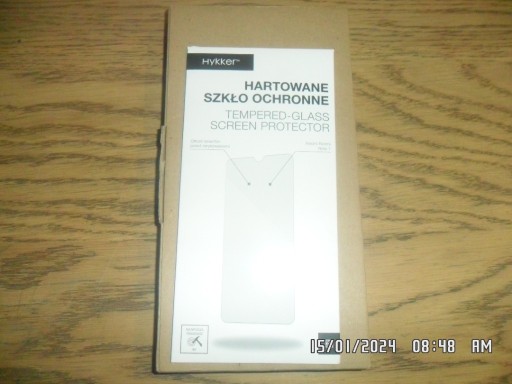 HYKKER
HARTOWANE
SZKŁO OCHRONNE
TEMPERED-GLASS
SCREEN PROTECTOR
15/01/2024 08:48 AM